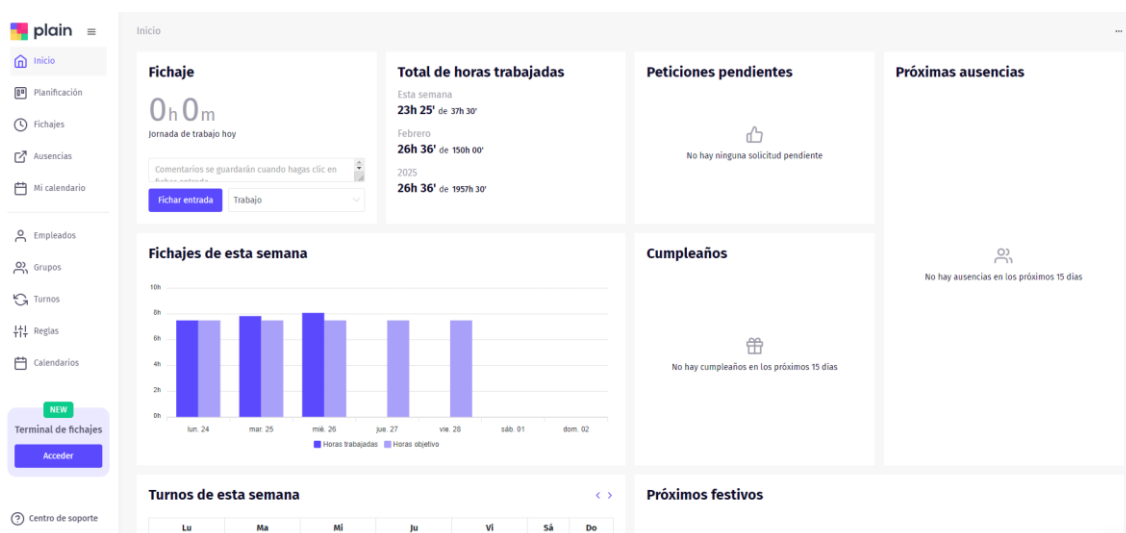 plain
Inicio
Planificación
Fichajes
Ausencias
Mi calendario
Empleados
Grupos
Turnos
Reglas
Calendarios
NEW
Terminal de fichajes
Acceder
Centro de soporte
Inicio
Fichaje
0h 0m
Jornada de trabajo hoy
Comentarios se guardarán cuando hagas clic en
Fichar entrada
Trabajo
Total de horas trabajadas
Esta semana
23h 25' de 37h 30'
Febrero
26h 36' de 150h 00'
2025
26h 36' de 1957h 30'
Peticiones pendientes
No hay ninguna solicitud pendiente
Próximas ausencias
No hay ausencias en los próximos 15 días
Fichajes de esta semana
10h
8h
6h
4h
2h
0h
lun. 24 mar. 25 mié. 26 jue. 27 vie. 28 sáb. 01 dom. 02
Horas trabajadas Horas objetivo
Cumpleaños
No hay cumpleaños en los próximos 15 días
Turnos de esta semana
Lu Ma Mi Ju Vi Sá Do
Próximos festivos